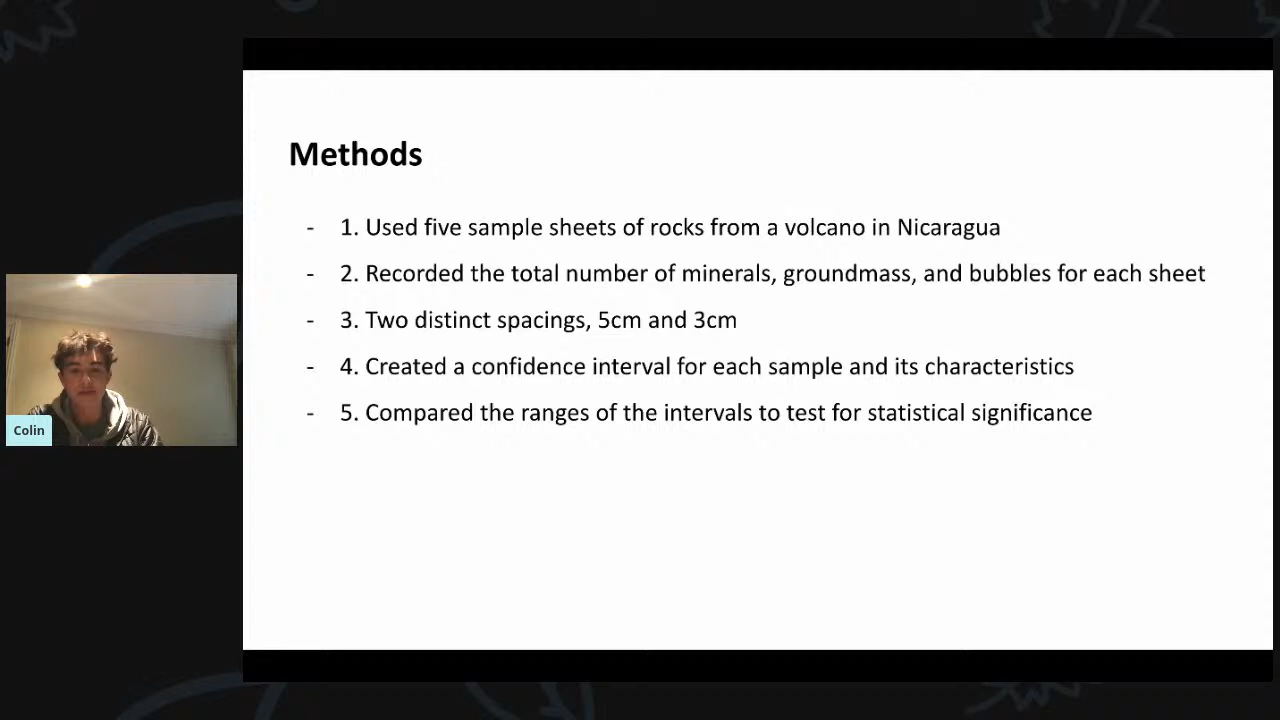 Methods
- 1. Used five sample sheets of rocks from a volcano in Nicaragua
- 2. Recorded the total number of minerals, groundmass, and bubbles for each sheet
- 3. Two distinct spacings, 5cm and 3cm
- 4. Created a confidence interval for each sample and its characteristics
- 5. Compared the ranges of the intervals to test for statistical significance
Colin